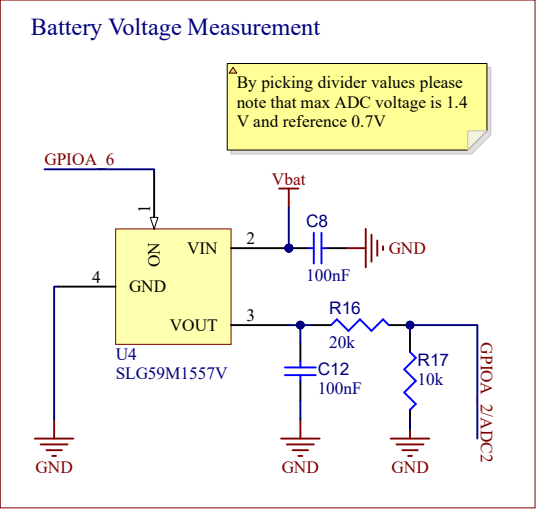 Battery Voltage Measurement
By picking divider values please
note that max ADC voltage is 1.4
V and reference 0.7V
GPIOA_6
Vbat
1
ON
VIN
2
C8
GND
100nF
4
GND
3
VOUT
R16
20k
U4
SLG59M1557V
C12
100nF
R17
10k
GPIOA_2/ADC2
GND
GND
GND